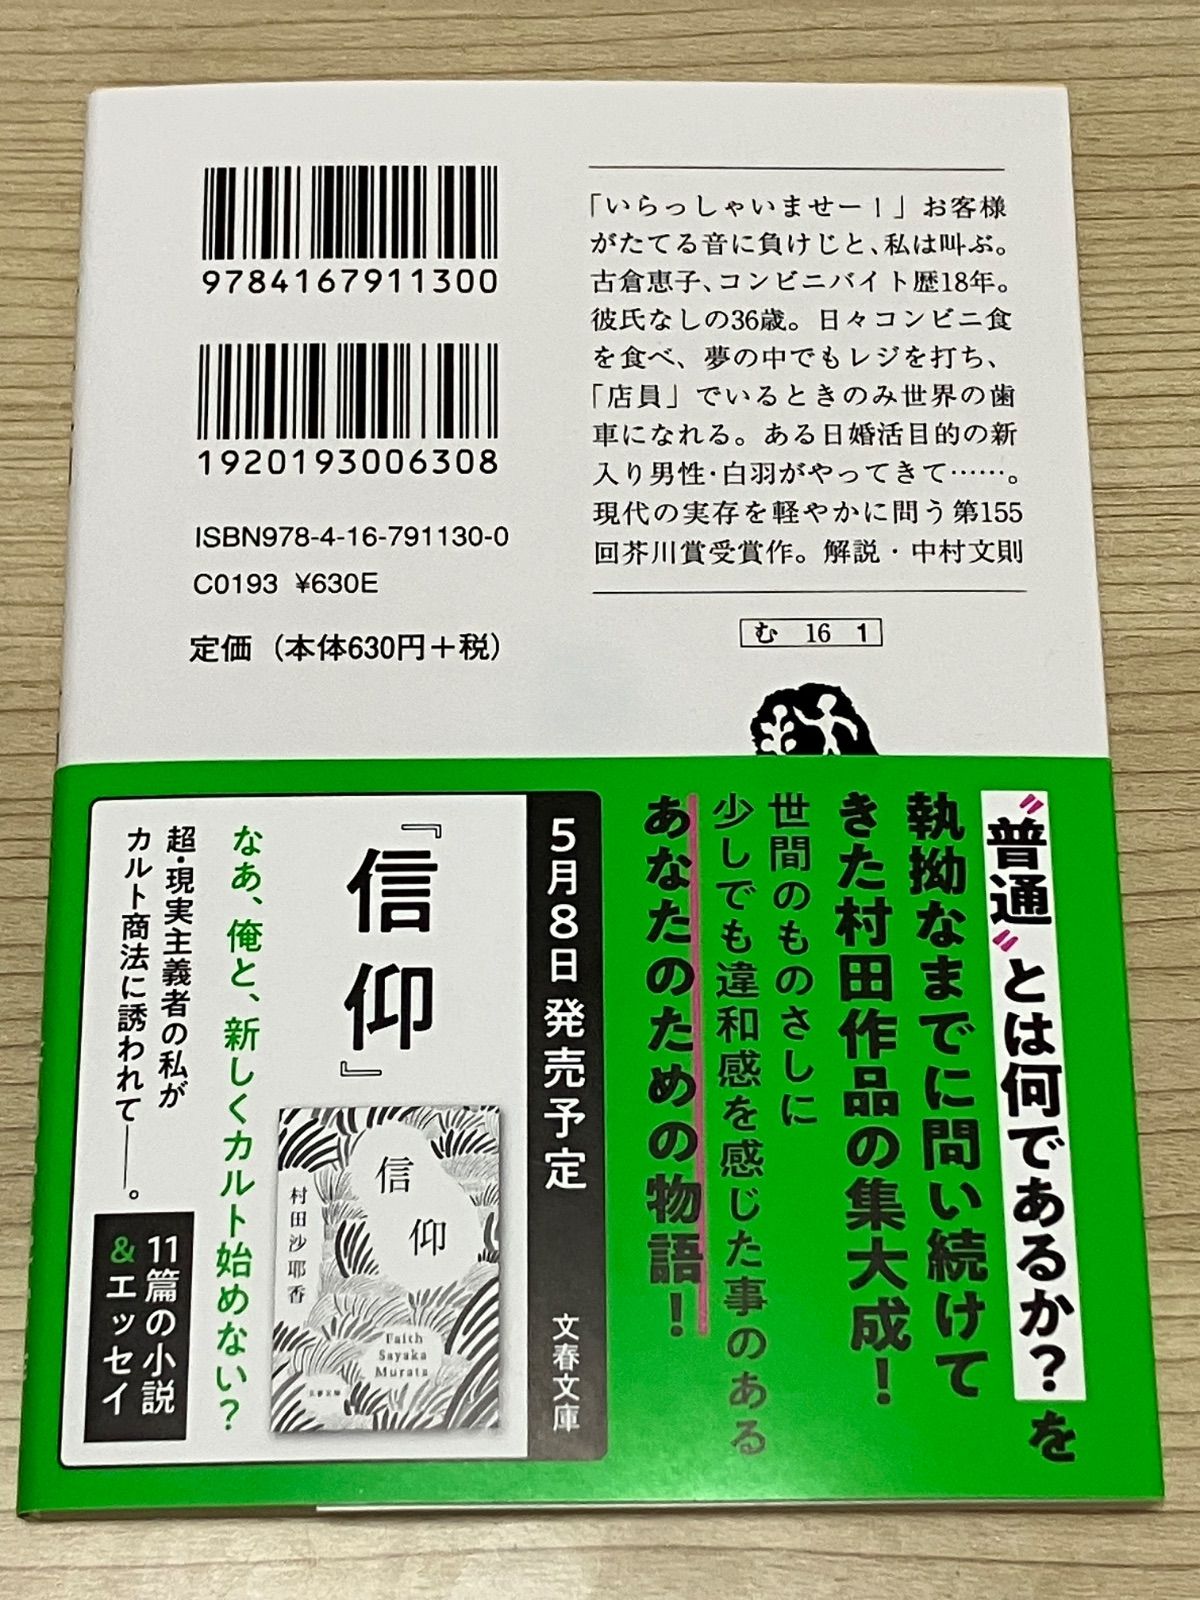 9784167911300
1920193006308
ISBN978-4-16-791130-0
C0193 ¥630E
定価（本体630円＋税）
「いらっしゃいませー！」お客様
がたてる音に負けじと、私は叫ぶ。
古倉恵子、コンビニバイト歴18年。
彼氏なしの36歳。日々コンビニ食
を食べ、夢の中でもレジを打ち、
「店員」でいるときのみ世界の歯
車になれる。ある日婚活目的の新
入り男性・白羽がやってきて……。
現代の実存を軽やかに問う第155
回芥川賞受賞作。解説・中村文則
む 16 1
〝普通〟とは何であるか？を
執拗なまでに問い続けて
きた村田作品の集大成！
世間のものさしに
少しでも違和感を感じた事のある
あなたのための物語！
5月8日発売予定 文春文庫
『信仰』
信仰
村田沙耶香
Faith
Sayaka
Murata
文春文庫
なあ、俺と、新しくカルト始めない？
超・現実主義者の私が
カルト商法に誘われて――。
11篇の小説
&エッセイ